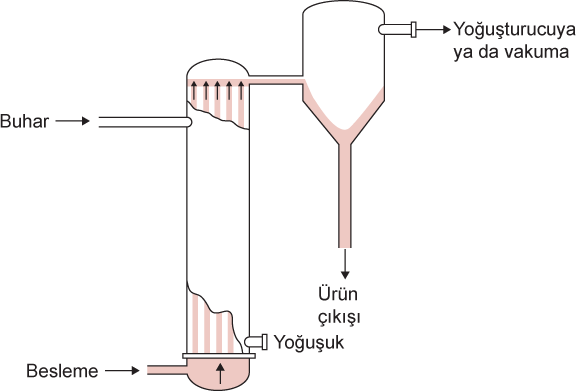 Yoğuşturucuya
ya da vakuma
Buhar
Ürün
çıkışı
Yoğuşuk
Besleme